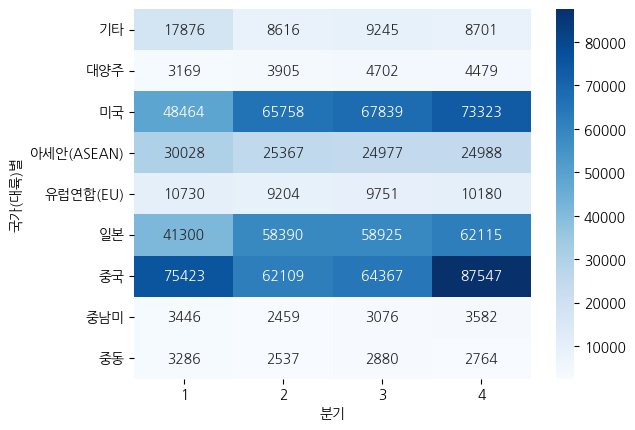 국가(대륙)별
기타 17876 8616 9245 8701
대양주 3169 3905 4702 4479
미국 48464 65758 67839 73323
아세안(ASEAN) 30028 25367 24977 24988
유럽연합(EU) 10730 9204 9751 10180
일본 41300 58390 58925 62115
중국 75423 62109 64367 87547
중남미 3446 2459 3076 3582
중동 3286 2537 2880 2764
1 2 3 4
분기
80000
70000
60000
50000
40000
30000
20000
10000